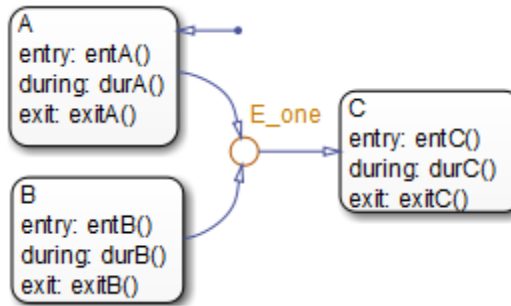 A
entry: entA()
during: durA()
exit: exitA()
E_one
C
entry: entC()
during: durC()
exit: exitC()
B
entry: entB()
during: durB()
exit: exitB()